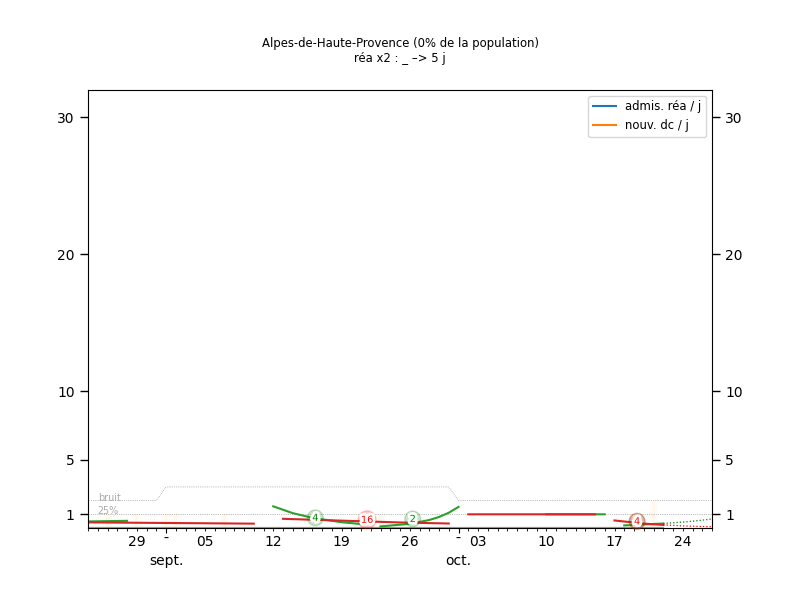 Alpes-de-Haute-Provence (0% de la population)
réa x2 : _ –> 5 j
admis. réa / j
nouv. dc / j
30 30
20 20
10 10
5 5
bruit
25%
1 4 16 2 4 1
29 - 05 12 19 26 - 03 10 17 24
sept. oct.